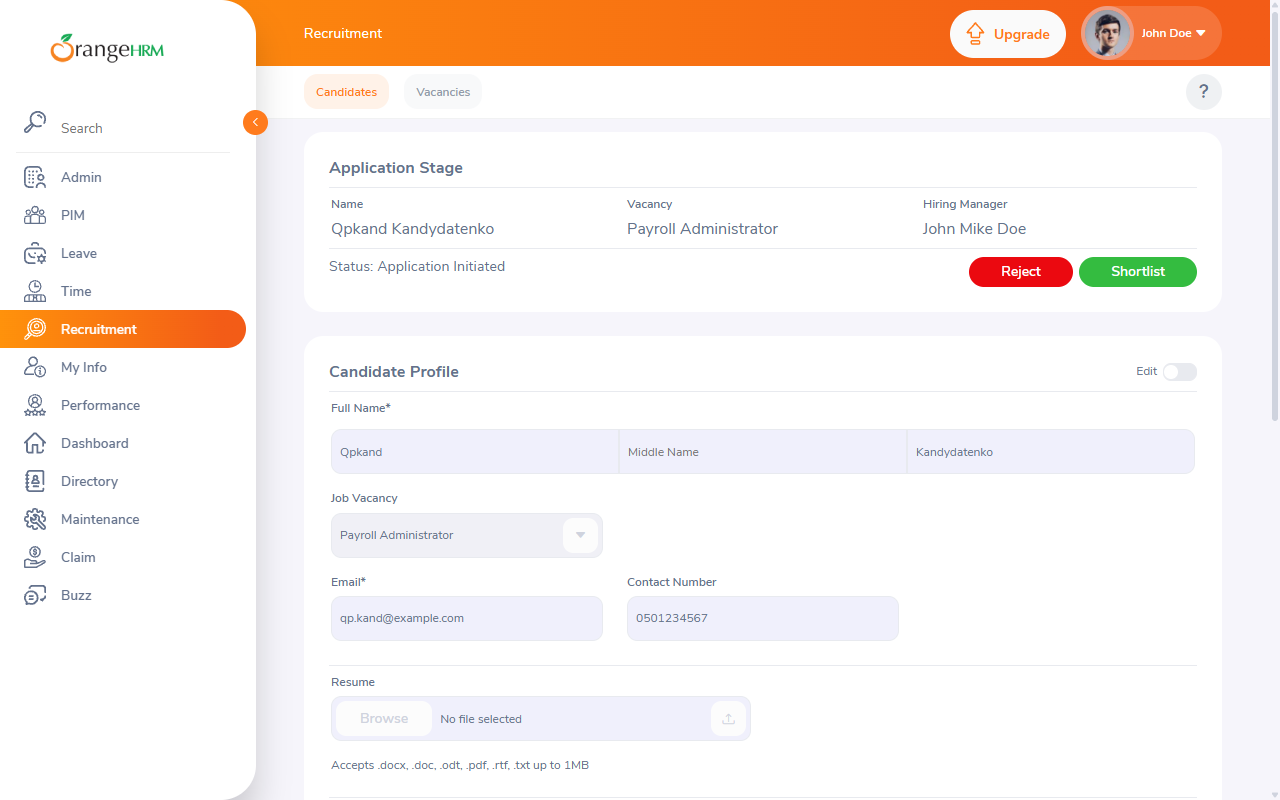 OrangeHRM
Recruitment
Upgrade
John Doe
Candidates
Vacancies
?
Search
Admin
PIM
Leave
Time
Recruitment
My Info
Performance
Dashboard
Directory
Maintenance
Claim
Buzz
Application Stage
Name
Vacancy
Hiring Manager
Qpkand Kandydatenko
Payroll Administrator
John Mike Doe
Status: Application Initiated
Reject
Shortlist
Candidate Profile
Edit
Full Name*
Qpkand
Middle Name
Kandydatenko
Job Vacancy
Payroll Administrator
Email*
Contact Number
qp.kand@example.com
0501234567
Resume
Browse
No file selected
Accepts .docx, .doc, .odt, .pdf, .rtf, .txt up to 1MB